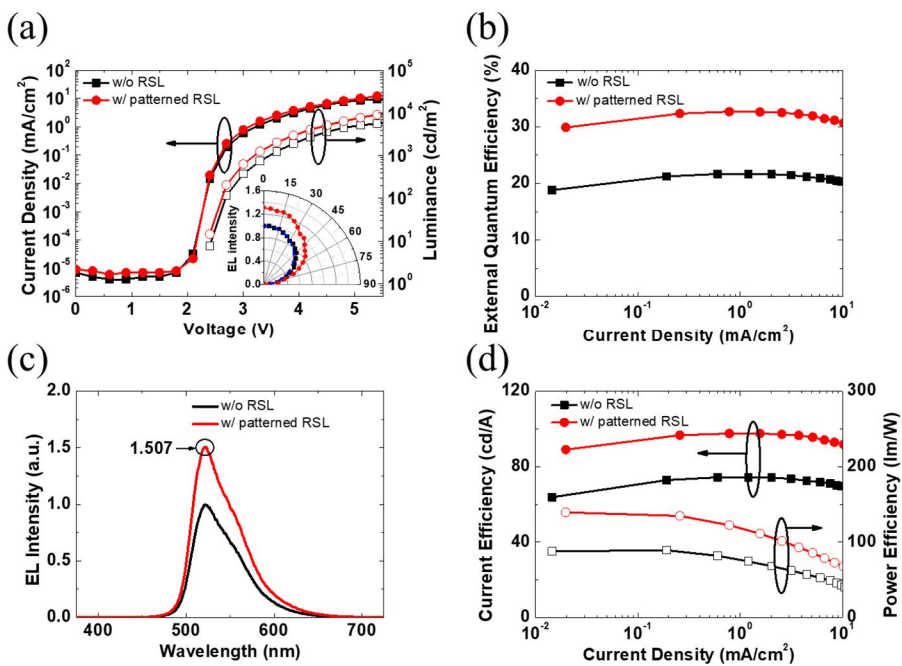 (a)
w/o RSL
w/ patterned RSL
Current Density (mA/cm²)
10²
10¹
10⁰
10⁻¹
10⁻²
10⁻³
10⁻⁴
10⁻⁵
10⁻⁶
0 1 2 3 4 5
Voltage (V)
10⁵
10⁴
10³
10²
10¹
10⁰
Luminance (cd/m²)
EL intensity
1.6
1.2
0.8
0.4
0.0
0 15 30 45 60 75 90
(b)
w/o RSL
w/ patterned RSL
External Quantum Efficiency (%)
40
30
20
10
0
10⁻² 10⁻¹ 10⁰ 10¹
Current Density (mA/cm²)
(c)
w/o RSL
w/ patterned RSL
1.507
EL Intensity (a.u.)
2.0
1.5
1.0
0.5
0.0
400 500 600 700
Wavelength (nm)
(d)
w/o RSL
w/ patterned RSL
Current Efficiency (cd/A)
120
80
40
0
10⁻² 10⁻¹ 10⁰ 10¹
Current Density (mA/cm²)
300
200
100
0
Power Efficiency (lm/W)